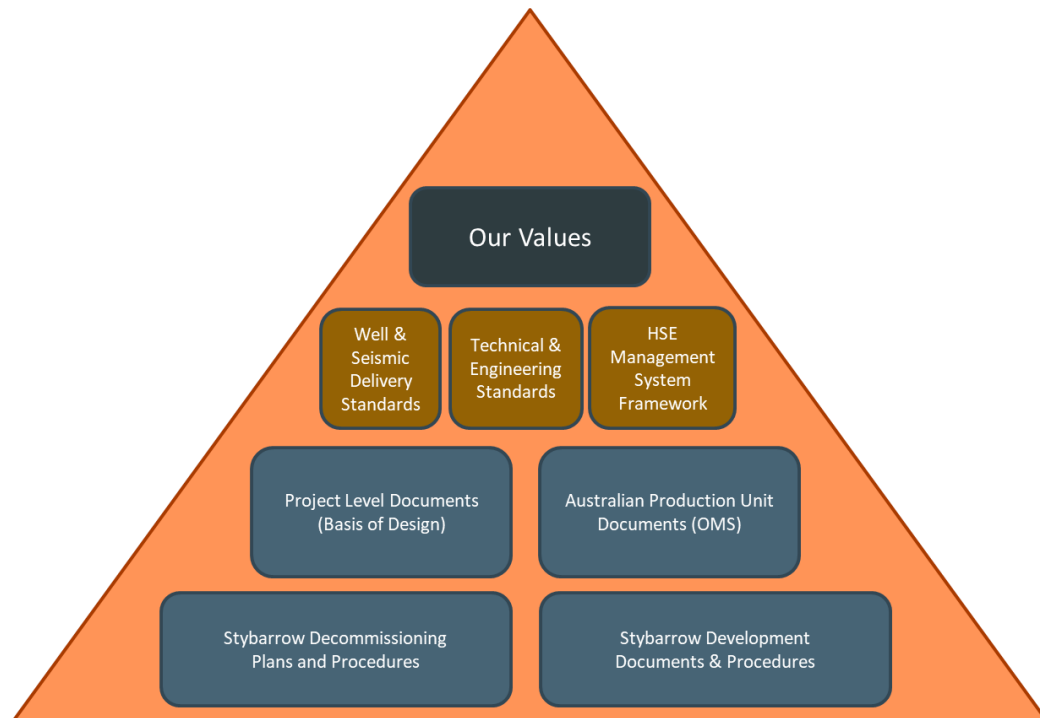 Our Values
Well &
Seismic
Delivery
Standards
Technical &
Engineering
Standards
HSE
Management
System
Framework
Project Level Documents
(Basis of Design)
Australian Production Unit
Documents (OMS)
Stybarrow Decommissioning
Plans and Procedures
Stybarrow Development
Documents & Procedures